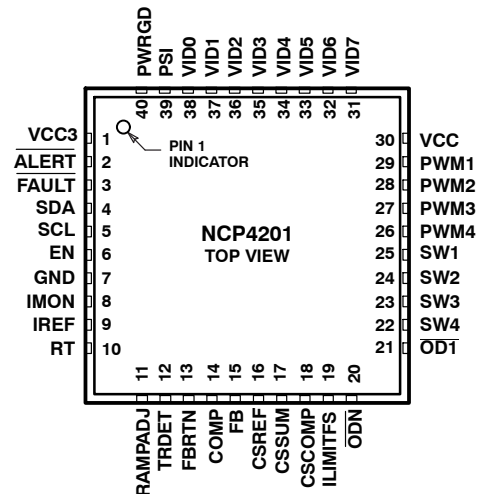 PWRGD
PSI
VID0
VID1
VID2
VID3
VID4
VID5
VID6
VID7
40
39
38
37
36
35
34
33
32
31
VCC3 1
ALERT 2
FAULT 3
SDA 4
SCL 5
EN 6
GND 7
IMON 8
IREF 9
RT 10
PIN 1
INDICATOR
NCP4201
TOP VIEW
30 VCC
29 PWM1
28 PWM2
27 PWM3
26 PWM4
25 SW1
24 SW2
23 SW3
22 SW4
21 OD1
11
12
13
14
15
16
17
18
19
20
RAMPADJ
TRDET
FBRTN
COMP
FB
CSREF
CSSUM
CSCOMP
ILIMITFS
ODN